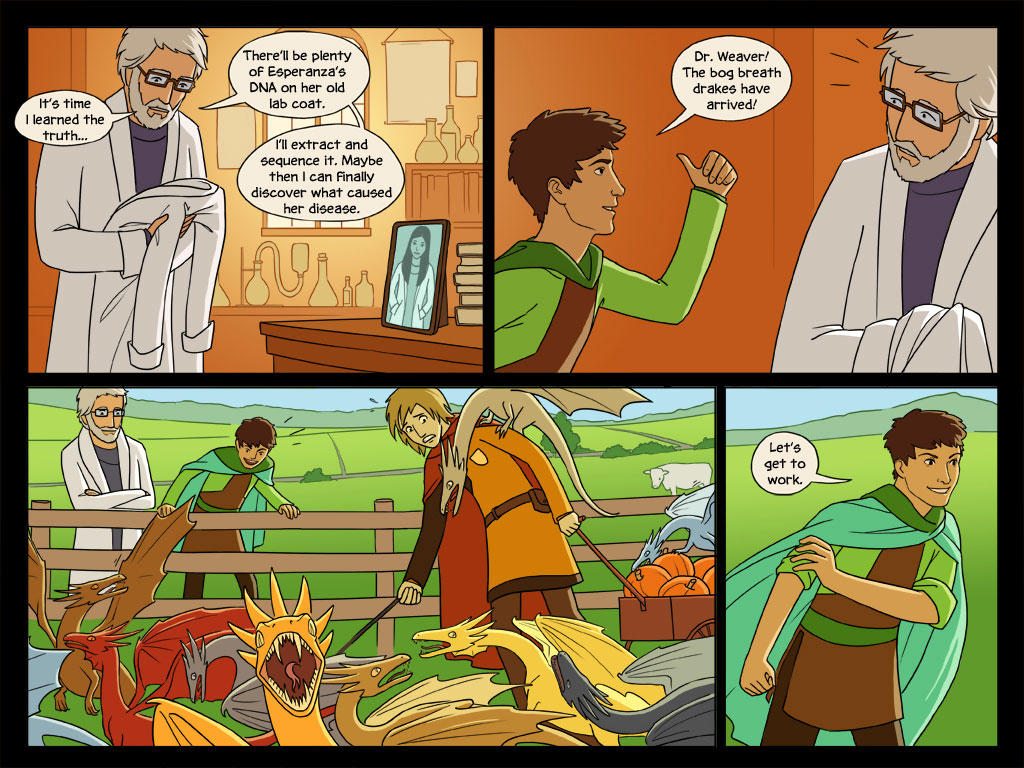 It's time
I learned the
truth...
There'll be plenty
of Esperanza's
DNA on her old
lab coat.
I'll extract and
sequence it. Maybe
then I can finally
discover what caused
her disease.
Dr. Weaver!
The bog breath
drakes have
arrived!
Let's
get to
work.